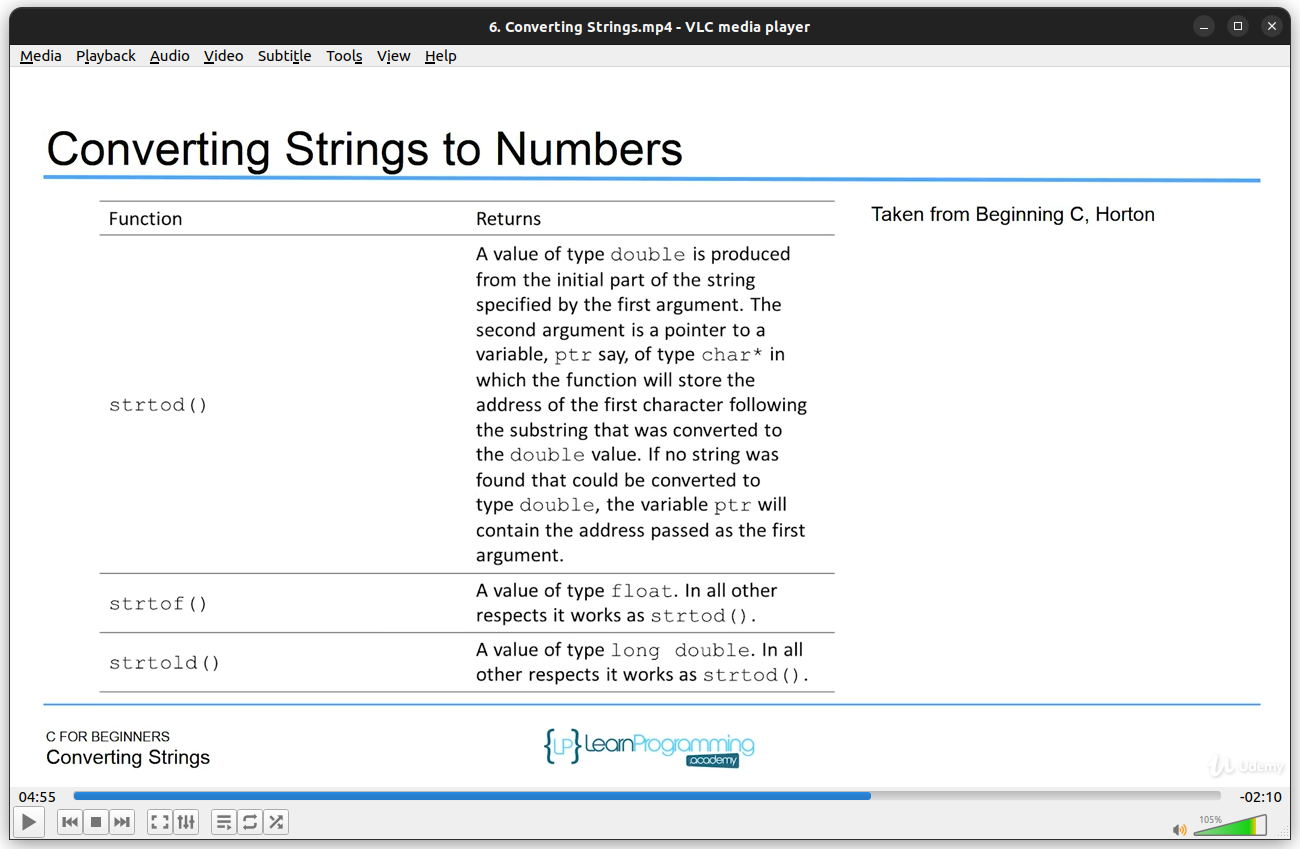 6. Converting Strings.mp4 - VLC media player
Media Playback Audio Video Subtitle Tools View Help
Converting Strings to Numbers
Function Returns
Taken from Beginning C, Horton
strtod()
A value of type double is produced
from the initial part of the string
specified by the first argument. The
second argument is a pointer to a
variable, ptr say, of type char* in
which the function will store the
address of the first character following
the substring that was converted to
the double value. If no string was
found that could be converted to
type double, the variable ptr will
contain the address passed as the first
argument.
strtof()
A value of type float. In all other
respects it works as strtod().
strtold()
A value of type long double. In all
other respects it works as strtod().
C FOR BEGINNERS
Converting Strings
{LP} LearnProgramming
.academy
Udemy
04:55 -02:10
105%